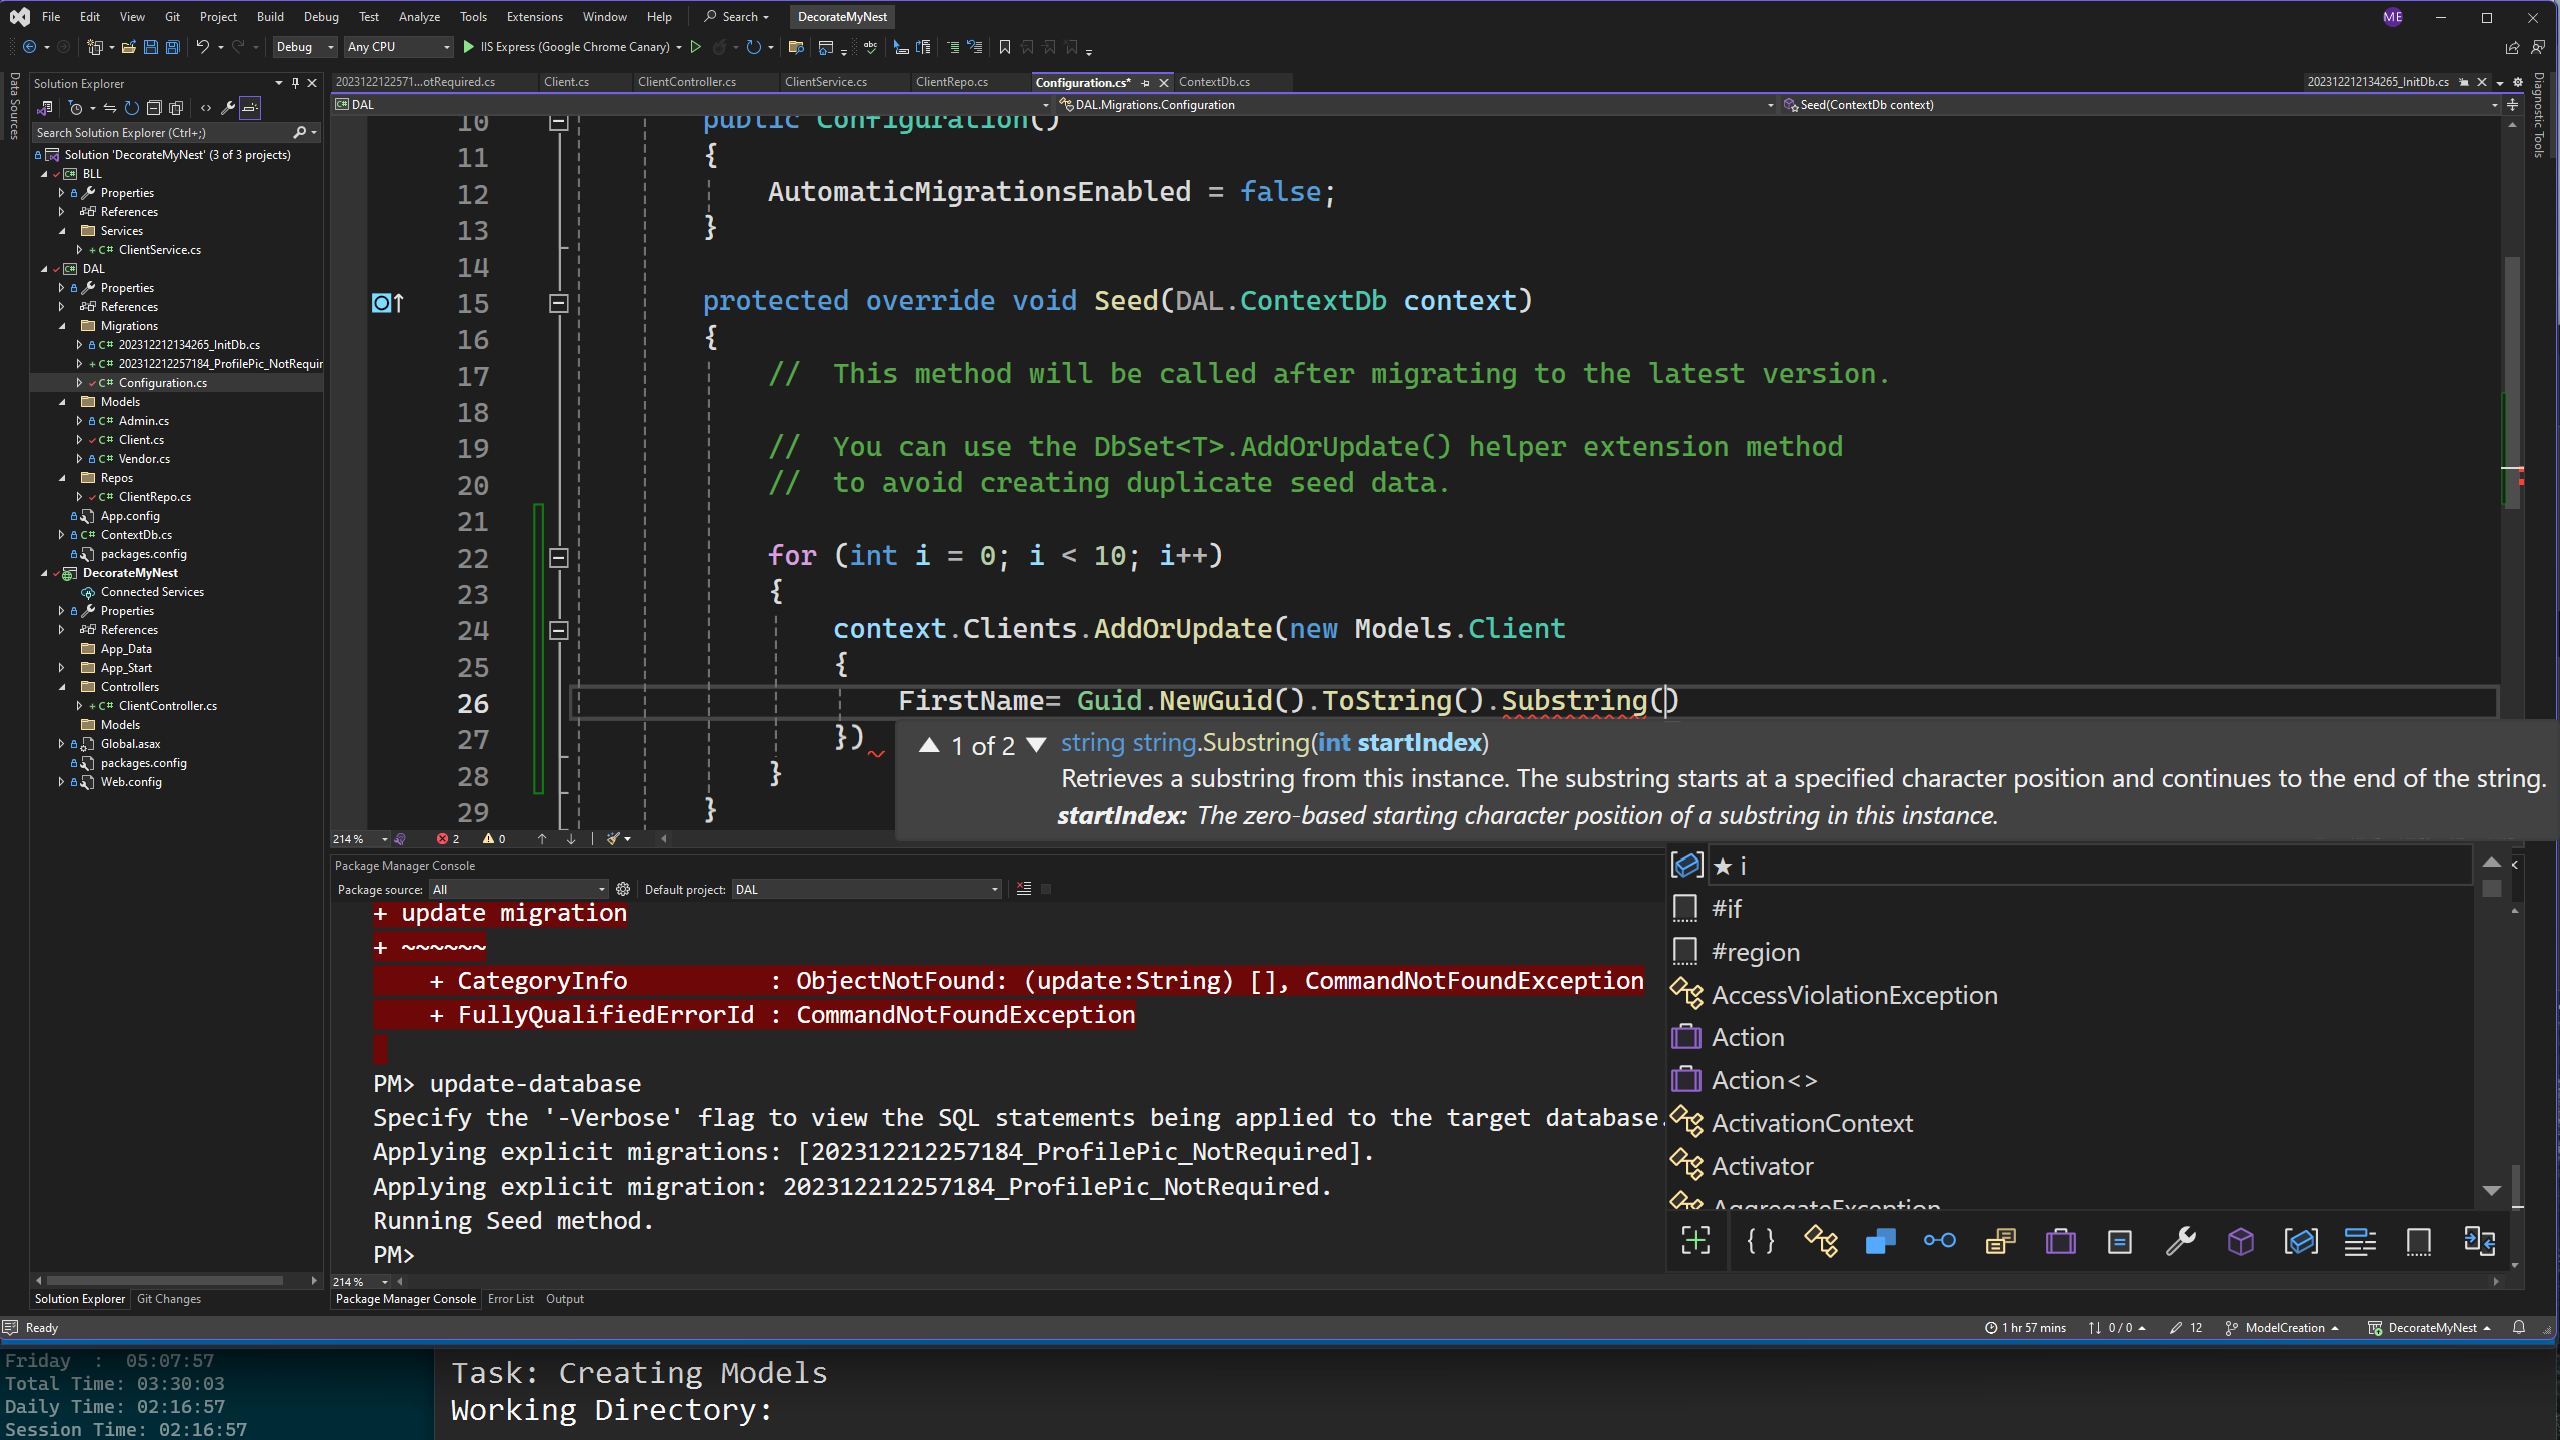 File Edit View Git Project Build Debug Test Analyze Tools Extensions Window Help Search DecorateMyNest ME
Debug Any CPU IIS Express (Google Chrome Canary)
Data Sources
Solution Explorer
Search Solution Explorer (Ctrl+;)
Solution 'DecorateMyNest' (3 of 3 projects)
BLL
Properties
References
Services
C# ClientService.cs
DAL
Properties
References
Migrations
C# 202312212134265_InitDb.cs
C# 202312212257184_ProfilePic_NotRequir
C# Configuration.cs
Models
C# Admin.cs
C# Client.cs
C# Vendor.cs
Repos
C# ClientRepo.cs
App.config
C# ContextDb.cs
packages.config
DecorateMyNest
Connected Services
Properties
References
App_Data
App_Start
Controllers
C# ClientController.cs
Models
Global.asax
packages.config
Web.config
Solution Explorer Git Changes
2023122122571...otRequired.cs Client.cs ClientController.cs ClientService.cs ClientRepo.cs Configuration.cs* ContextDb.cs 202312212134265_InitDb.cs
DAL DAL.Migrations.Configuration Seed(ContextDb context)
Diagnostic Tools
10 public Configuration()
11 {
12 AutomaticMigrationsEnabled = false;
13 }
14
15 protected override void Seed(DAL.ContextDb context)
16 {
17 // This method will be called after migrating to the latest version.
18
19 // You can use the DbSet<T>.AddOrUpdate() helper extension method
20 // to avoid creating duplicate seed data.
21
22 for (int i = 0; i < 10; i++)
23 {
24 context.Clients.AddOrUpdate(new Models.Client
25 {
26 FirstName= Guid.NewGuid().ToString().Substring()
27 })
28 }
29 }
1 of 2 string string.Substring(int startIndex)
Retrieves a substring from this instance. The substring starts at a specified character position and continues to the end of the string.
startIndex: The zero-based starting character position of a substring in this instance.
214 % 2 0
★ i
#if
#region
AccessViolationException
Action
Action<>
ActivationContext
Activator
AggregateException
Package Manager Console
Package source: All Default project: DAL
+ update migration
+ ~~~~~~
+ CategoryInfo : ObjectNotFound: (update:String) [], CommandNotFoundException
+ FullyQualifiedErrorId : CommandNotFoundException
PM> update-database
Specify the '-Verbose' flag to view the SQL statements being applied to the target database.
Applying explicit migrations: [202312212257184_ProfilePic_NotRequired].
Applying explicit migration: 202312212257184_ProfilePic_NotRequired.
Running Seed method.
PM>
214 %
Package Manager Console Error List Output
Ready 1 hr 57 mins 0 / 0 12 ModelCreation DecorateMyNest
Friday : 05:07:57
Total Time: 03:30:03
Daily Time: 02:16:57
Session Time: 02:16:57
Task: Creating Models
Working Directory: